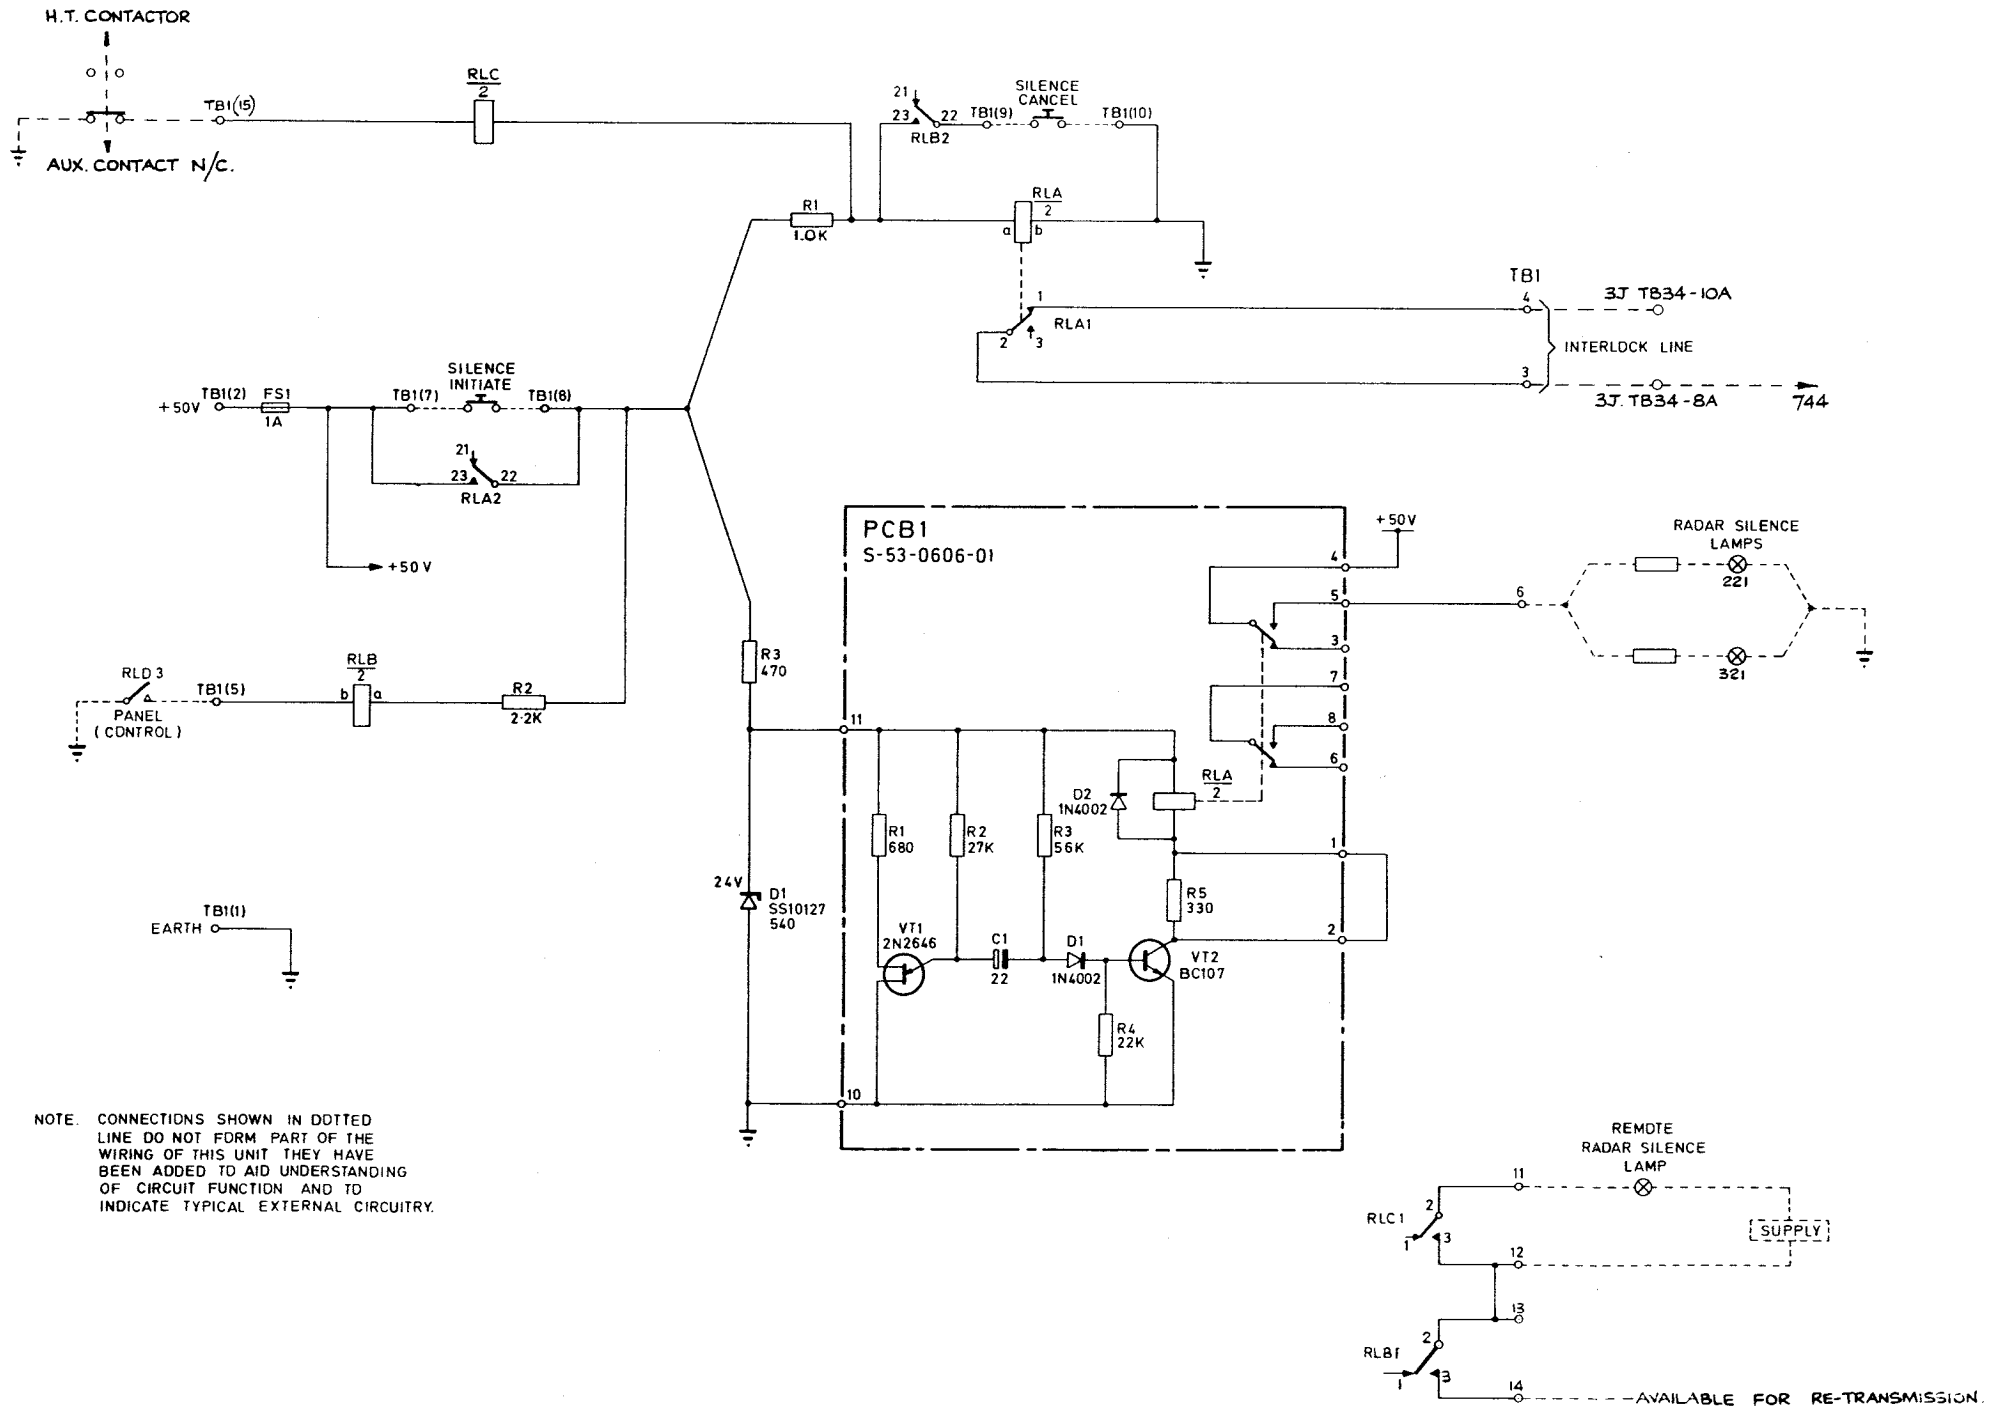 H.T. CONTACTOR
TB1(15)
AUX. CONTACT N/C.
RLC
2
21
23
22
RLB2
TB1(9)
SILENCE
CANCEL
TB1(10)
R1
1.0K
RLA
2
a
b
1
2
3
RLA1
TB1
4
3J TB34-10A
INTERLOCK LINE
3
3J. TB34-8A
744
+50V
TB1(2)
FS1
1A
TB1(7)
SILENCE
INITIATE
TB1(8)
21
23
22
RLA2
+50V
RLD3
PANEL
(CONTROL)
TB1(5)
RLB
2
b
a
R2
2·2K
R3
470
24V
D1
SS10127
540
TB1(1)
EARTH
PCB1
S-53-0606-01
+50V
4
5
3
7
8
6
1
2
11
10
R1
680
R2
27K
R3
56K
D2
1N4002
RLA
2
R5
330
VT1
2N2646
C1
22
D1
1N4002
VT2
BC107
R4
22K
6
RADAR SILENCE
LAMPS
221
321
NOTE. CONNECTIONS SHOWN IN DOTTED
LINE DO NOT FORM PART OF THE
WIRING OF THIS UNIT THEY HAVE
BEEN ADDED TO AID UNDERSTANDING
OF CIRCUIT FUNCTION AND TO
INDICATE TYPICAL EXTERNAL CIRCUITRY.
REMOTE
RADAR SILENCE
LAMP
11
RLC1
2
1
3
SUPPLY
12
13
RLB1
2
1
3
14
AVAILABLE FOR RE-TRANSMISSION.